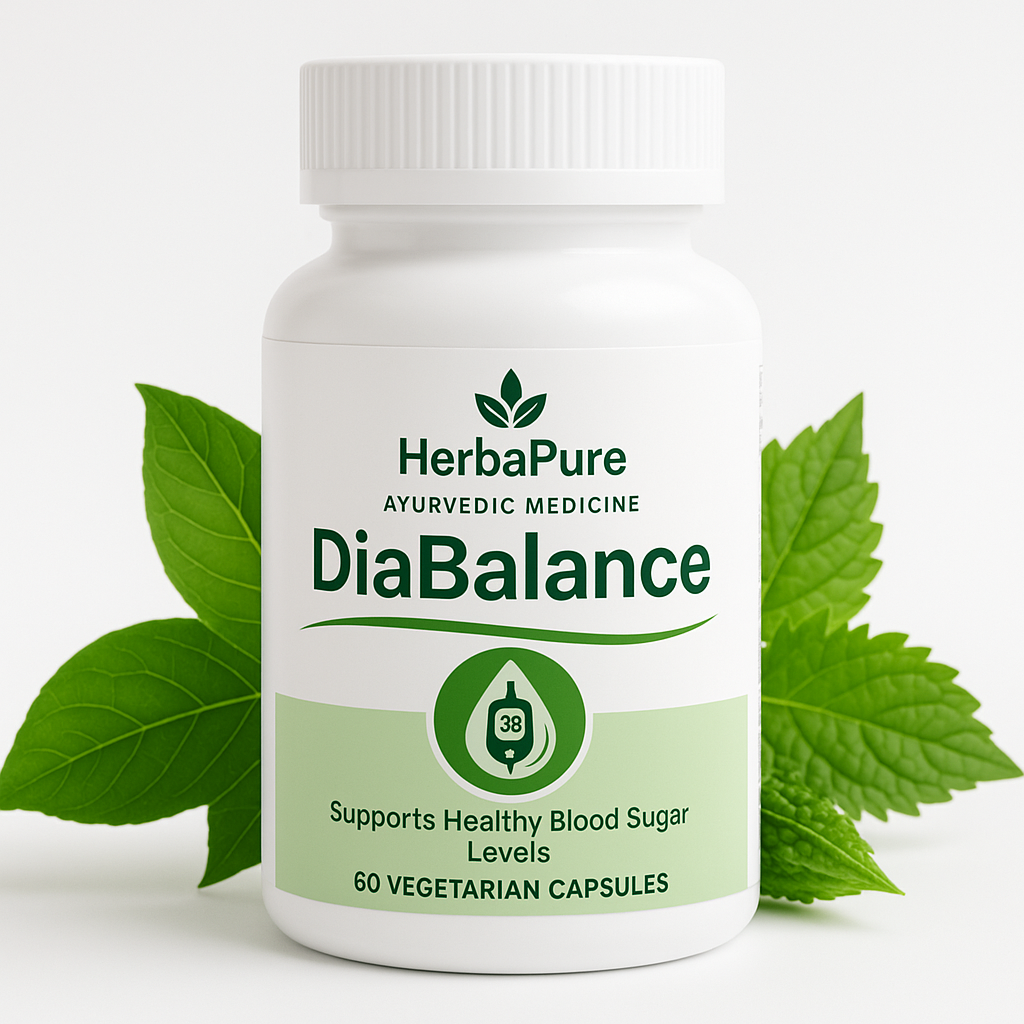 HerbaPure
AYURVEDIC MEDICINE
DiaBalance
38
Supports Healthy Blood Sugar
Levels
60 VEGETARIAN CAPSULES